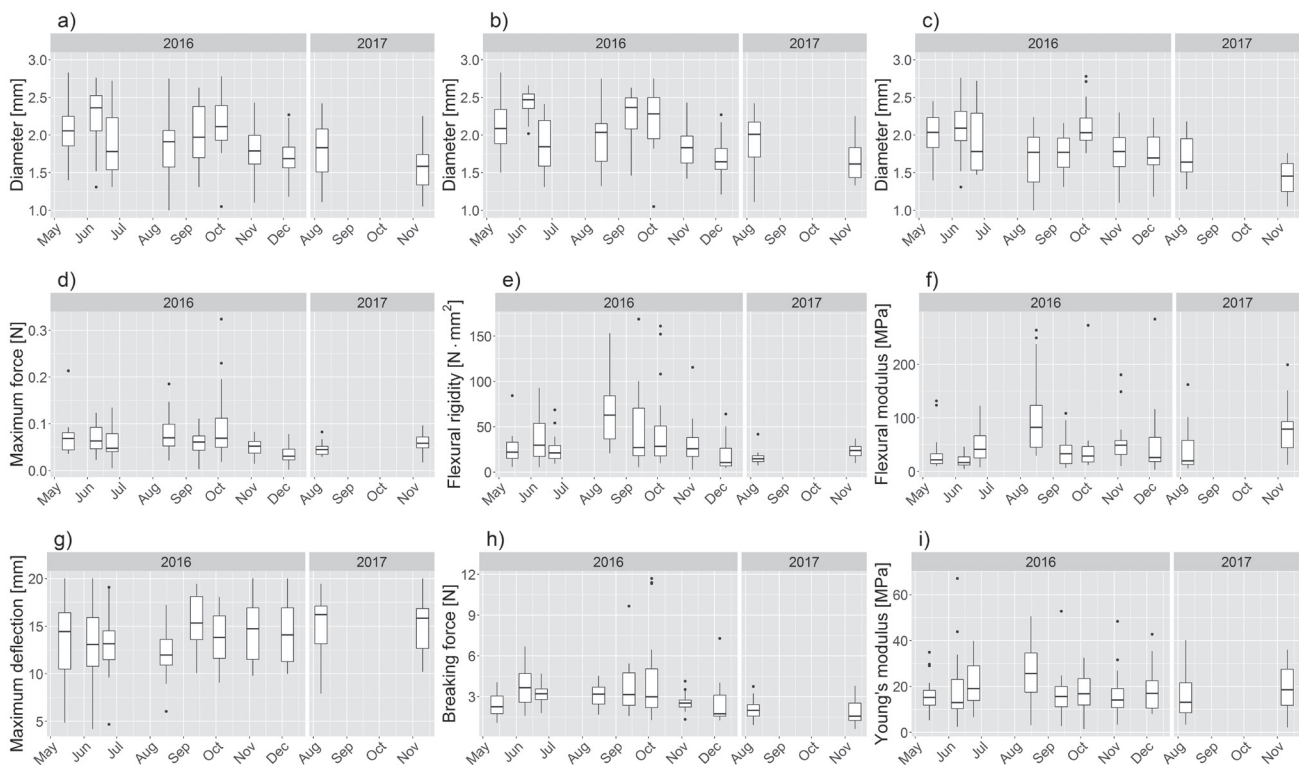 a)
2016 2017
Diameter [mm]
3.0
2.5
2.0
1.5
1.0
May Jun Jul Aug Sep Oct Nov Dec Aug Sep Oct Nov
b)
2016 2017
Diameter [mm]
3.0
2.5
2.0
1.5
1.0
May Jun Jul Aug Sep Oct Nov Dec Aug Sep Oct Nov
c)
2016 2017
Diameter [mm]
3.0
2.5
2.0
1.5
1.0
May Jun Jul Aug Sep Oct Nov Dec Aug Sep Oct Nov
d)
2016 2017
Maximum force [N]
0.3
0.2
0.1
0.0
May Jun Jul Aug Sep Oct Nov Dec Aug Sep Oct Nov
e)
2016 2017
Flexural rigidity [N · mm²]
150
100
50
0
May Jun Jul Aug Sep Oct Nov Dec Aug Sep Oct Nov
f)
2016 2017
Flexural modulus [MPa]
200
100
0
May Jun Jul Aug Sep Oct Nov Dec Aug Sep Oct Nov
g)
2016 2017
Maximum deflection [mm]
20
15
10
5
May Jun Jul Aug Sep Oct Nov Dec Aug Sep Oct Nov
h)
2016 2017
Breaking force [N]
12
9
6
3
May Jun Jul Aug Sep Oct Nov Dec Aug Sep Oct Nov
i)
2016 2017
Young's modulus [MPa]
60
40
20
0
May Jun Jul Aug Sep Oct Nov Dec Aug Sep Oct Nov